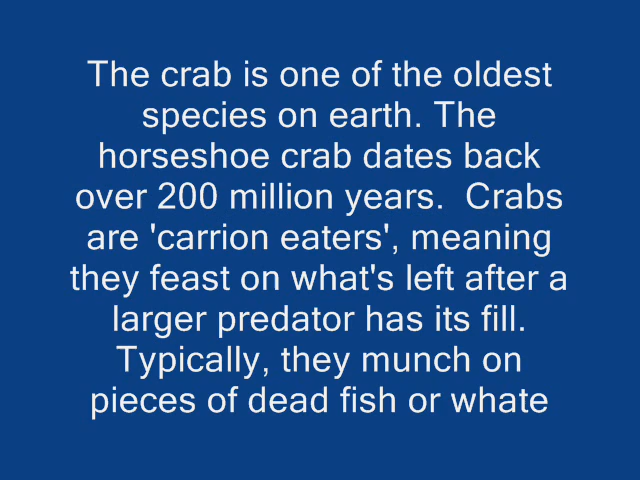 The crab is one of the oldest
species on earth. The
horseshoe crab dates back
over 200 million years.  Crabs
are 'carrion eaters', meaning
they feast on what's left after a
larger predator has its fill.
Typically, they munch on
pieces of dead fish or whate